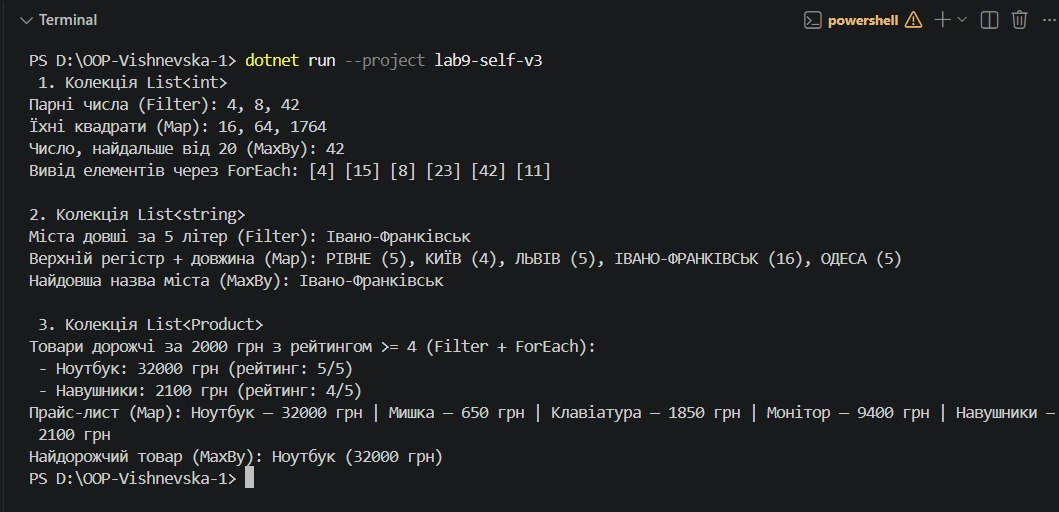 Terminal
powershell
PS D:\OOP-Vishnevska-1> dotnet run --project lab9-self-v3
1. Колекція List<int>
Парні числа (Filter): 4, 8, 42
Їхні квадрати (Map): 16, 64, 1764
Число, найдальше від 20 (MaxBy): 42
Вивід елементів через ForEach: [4] [15] [8] [23] [42] [11]
2. Колекція List<string>
Міста довші за 5 літер (Filter): Івано-Франківськ
Верхній регістр + довжина (Map): РІВНЕ (5), КИЇВ (4), ЛЬВІВ (5), ІВАНО-ФРАНКІВСЬК (16), ОДЕСА (5)
Найдовша назва міста (MaxBy): Івано-Франківськ
3. Колекція List<Product>
Товари дорожчі за 2000 грн з рейтингом >= 4 (Filter + ForEach):
- Ноутбук: 32000 грн (рейтинг: 5/5)
- Навушники: 2100 грн (рейтинг: 4/5)
Прайс-лист (Map): Ноутбук — 32000 грн | Мишка — 650 грн | Клавіатура — 1850 грн | Монітор — 9400 грн | Навушники —
2100 грн
Найдорожчий товар (MaxBy): Ноутбук (32000 грн)
PS D:\OOP-Vishnevska-1>